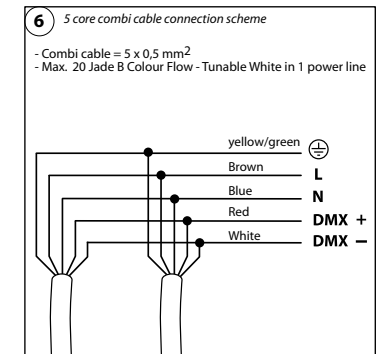 6 5 core combi cable connection scheme
- Combi cable = 5 x 0,5 mm2
- Max. 20 Jade B Colour Flow - Tunable White in 1 power line
yellow/green
Brown L
Blue N
Red DMX +
White DMX −